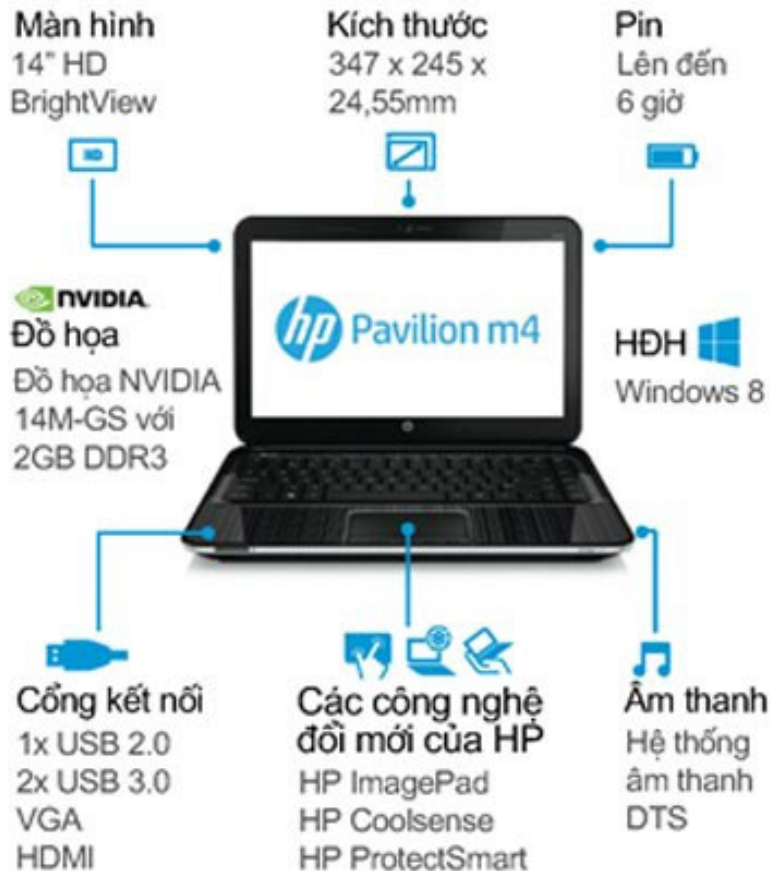 Màn hình
14" HD
BrightView
Kích thước
347 x 245 x
24,55mm
Pin
Lên đến
6 giờ
HD
hp Pavilion m4
NVIDIA
Đồ họa
Đồ họa NVIDIA
14M-GS với
2GB DDR3
HĐH
Windows 8
Cổng kết nối
1x USB 2.0
2x USB 3.0
VGA
HDMI
Các công nghệ
đổi mới của HP
HP ImagePad
HP Coolsense
HP ProtectSmart
Âm thanh
Hệ thống
âm thanh
DTS